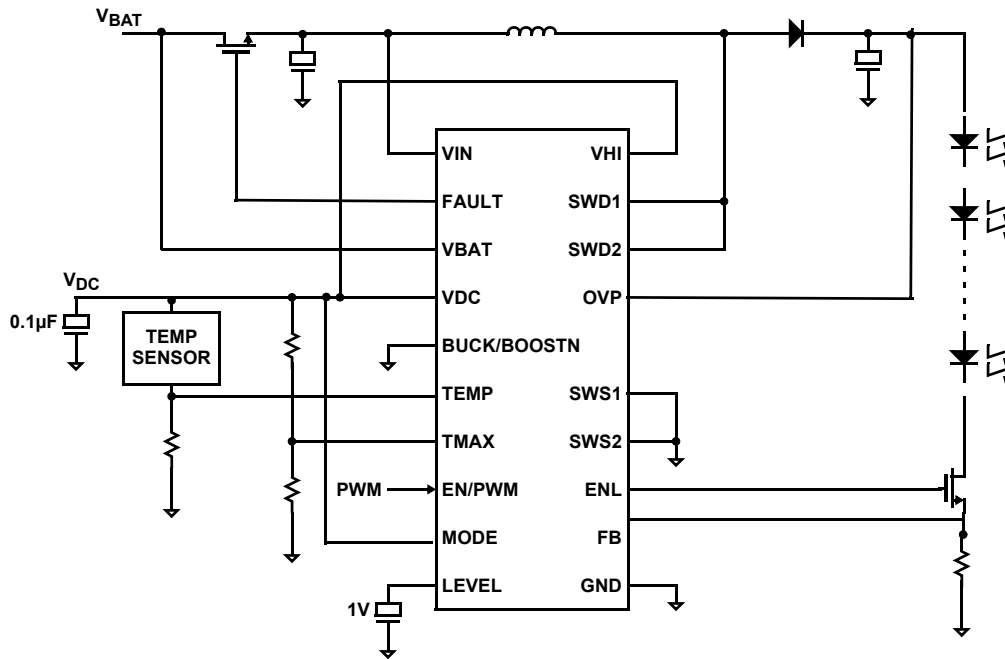 VBAT
VIN
VHI
FAULT
SWD1
VBAT
SWD2
VDC
VDC
OVP
0.1µF
TEMP
SENSOR
BUCK/BOOSTN
TEMP
SWS1
TMAX
SWS2
PWM
EN/PWM
ENL
MODE
FB
LEVEL
GND
1V